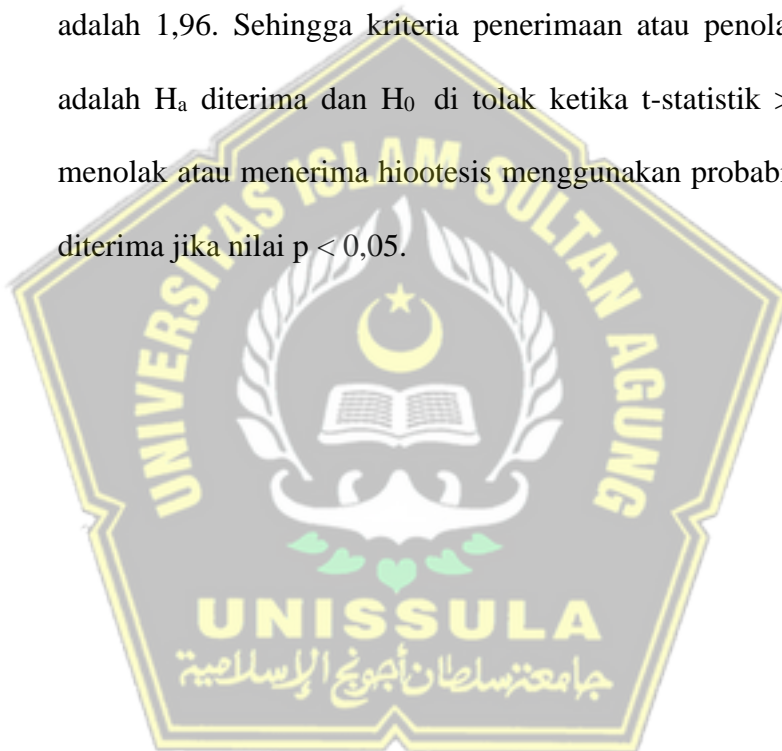 adalah 1,96. Sehingga kriteria penerimaan atau penola
adalah Hₐ diterima dan H₀ di tolak ketika t-statistik >
menolak atau menerima hiootesis menggunakan probab
diterima jika nilai p < 0,05.
UNIVERSITAS ISLAM SULTAN AGUNG
UNISSULA
جامعة سلطان أجونج الإسلامية